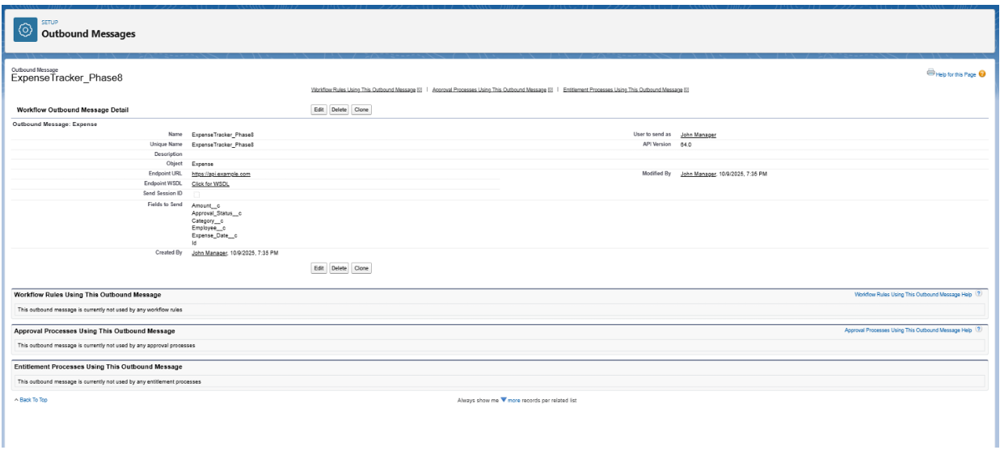 SETUP
Outbound Messages
Outbound Message
ExpenseTracker_Phase8
Help for this Page
Workflow Rules Using This Outbound Message [0] | Approval Processes Using This Outbound Message [0] | Entitlement Processes Using This Outbound Message [0]
Workflow Outbound Message Detail Edit Delete Clone
Outbound Message: Expense
Name ExpenseTracker_Phase8 User to send as John Manager
Unique Name ExpenseTracker_Phase8 API Version 64.0
Description
Object Expense
Endpoint URL https://api.example.com Modified By John Manager, 10/9/2025, 7:35 PM
Endpoint WSDL Click for WSDL
Send Session ID
Fields to Send Amount__c
Approval_Status__c
Category__c
Employee__c
Expense_Date__c
Id
Created By John Manager, 10/9/2025, 7:35 PM
Edit Delete Clone
Workflow Rules Using This Outbound Message Workflow Rules Using This Outbound Message Help ?
This outbound message is currently not used by any workflow rules
Approval Processes Using This Outbound Message Approval Processes Using This Outbound Message Help ?
This outbound message is currently not used by any approval processes
Entitlement Processes Using This Outbound Message
This outbound message is currently not used by any entitlement processes
^ Back To Top Always show me ▼ more records per related list